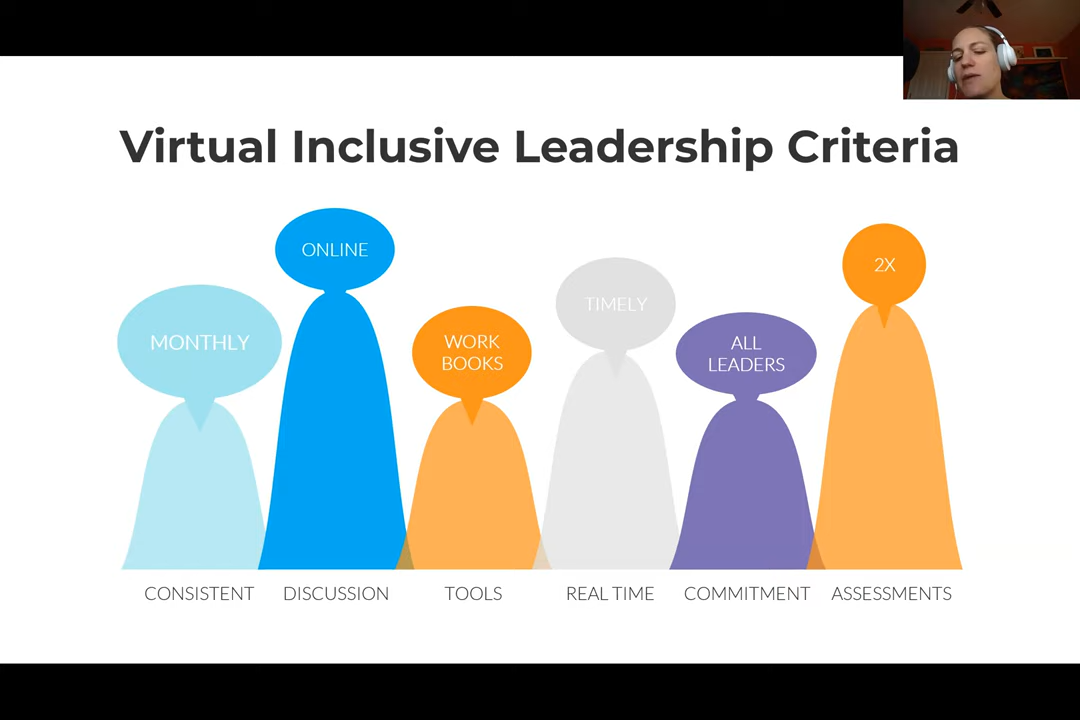 Virtual Inclusive Leadership Criteria
MONTHLY
ONLINE
WORK
BOOKS
TIMELY
ALL
LEADERS
2X
CONSISTENT
DISCUSSION
TOOLS
REAL TIME
COMMITMENT
ASSESSMENTS